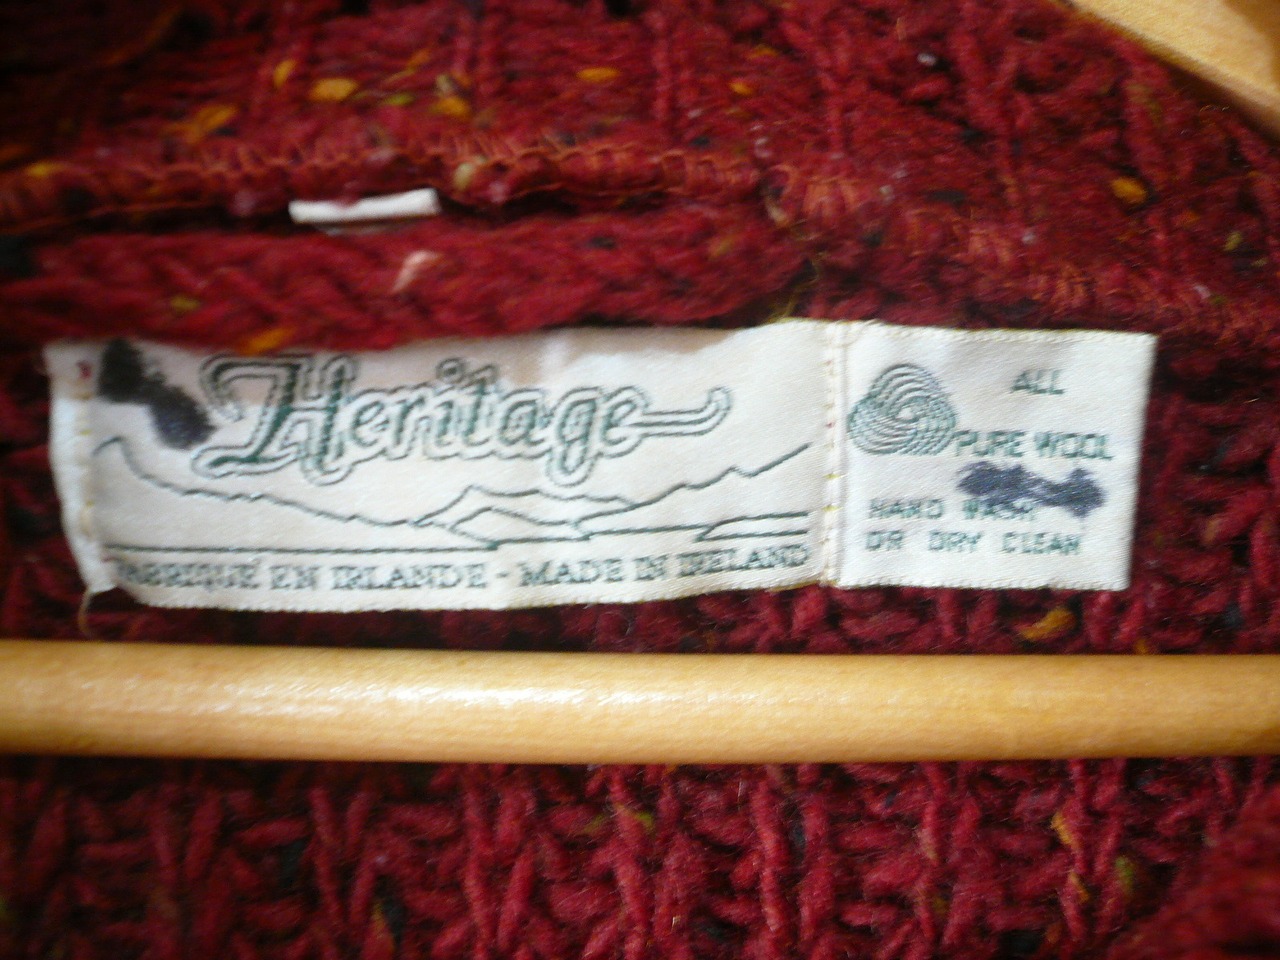 Heritage
FABRIQUÉ EN IRLANDE - MADE IN IRELAND
ALL
PURE WOOL
HAND WASH
OR DRY CLEAN